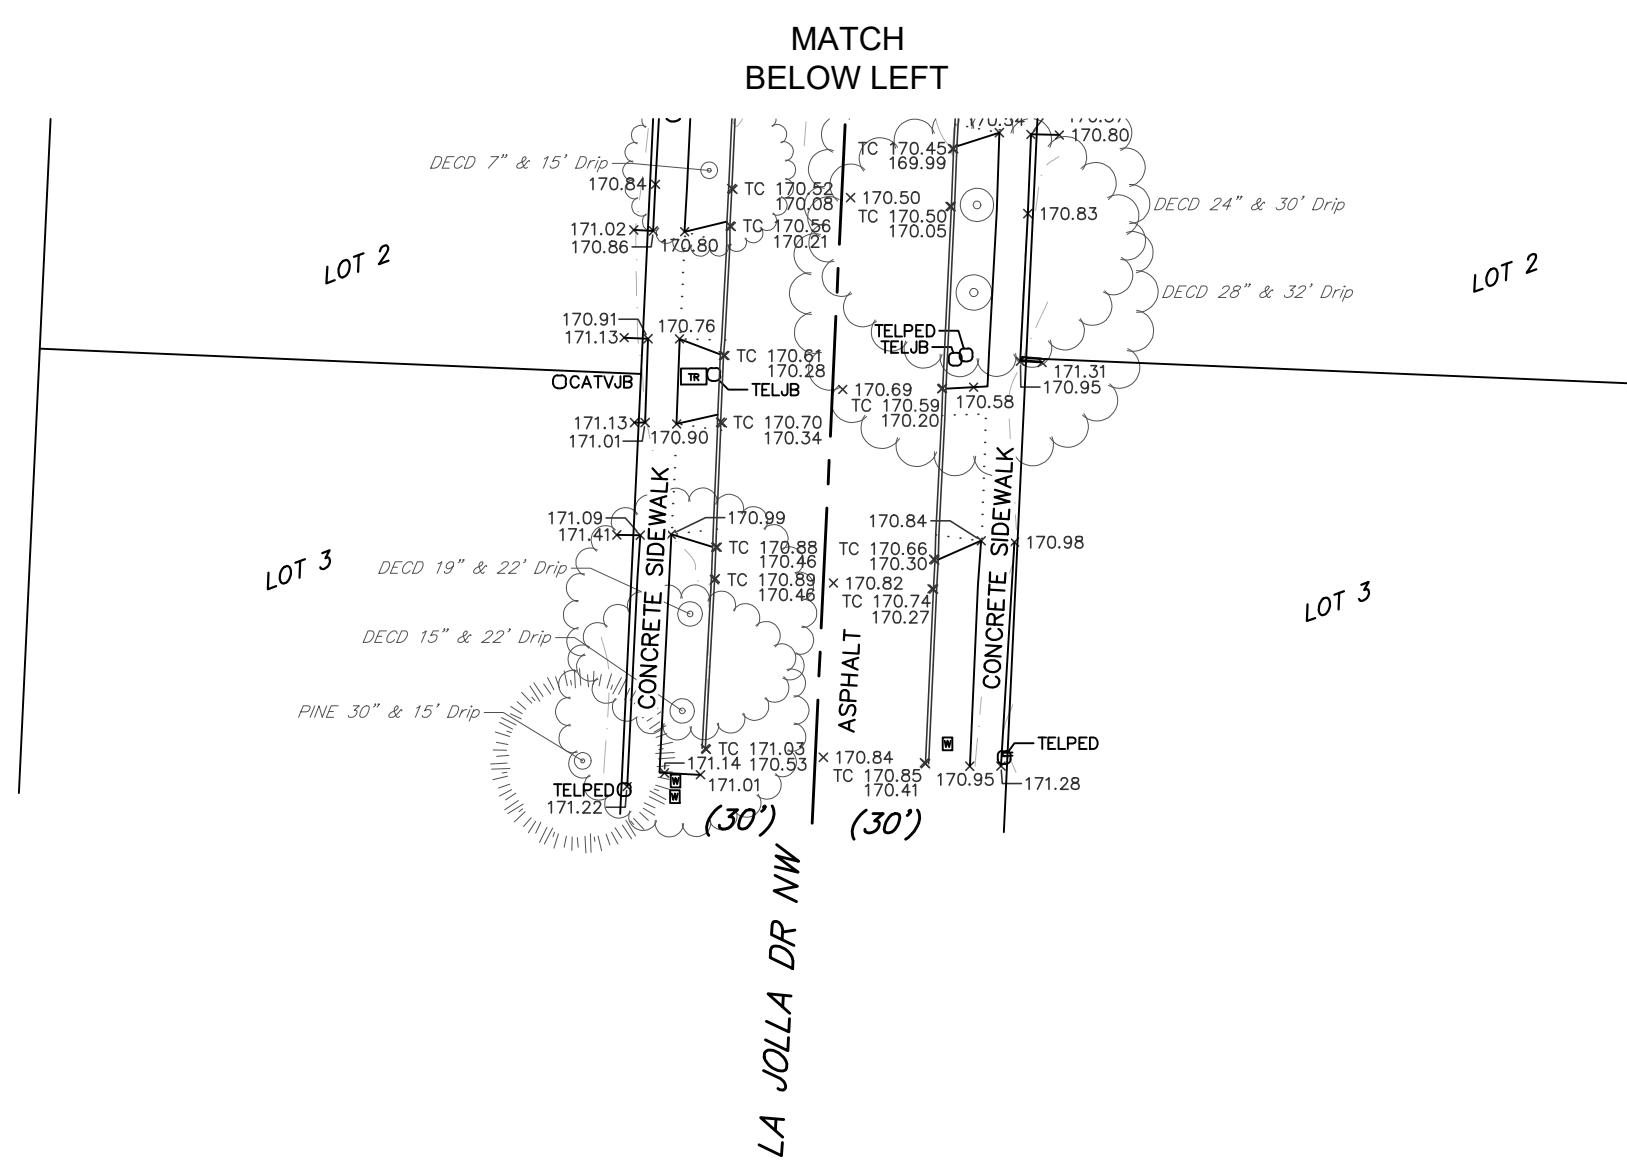 MATCH
BELOW LEFT
170.80
TC 170.45
169.99
DECD 7" & 15' Drip
170.84
TC 170.52
170.08
170.50
TC 170.50
170.05
DECD 24" & 30' Drip
170.83
171.02
170.86
170.80
TC 170.56
170.21
LOT 2
LOT 2
DECD 28" & 32' Drip
170.91
171.13
170.76
TELPED
TELJB
TC 170.61
170.28
171.31
170.95
OCATVJB
TR
TELJB
170.69
TC 170.59
170.20
170.58
171.13
171.01
170.90
TC 170.70
170.34
CONCRETE SIDEWALK
CONCRETE SIDEWALK
171.09
171.41
170.99
TC 170.88
170.46
170.84
TC 170.66
170.30
170.98
LOT 3
LOT 3
DECD 19" & 22' Drip
TC 170.89
170.46
170.82
TC 170.74
170.27
DECD 15" & 22' Drip
ASPHALT
PINE 30" & 15' Drip
TC 171.03
170.53
171.14
171.01
170.84
TC 170.85
170.41
W
170.95
TELPED
171.28
TELPED
171.22
W
W
(30')
(30')
LA JOLLA DR NW